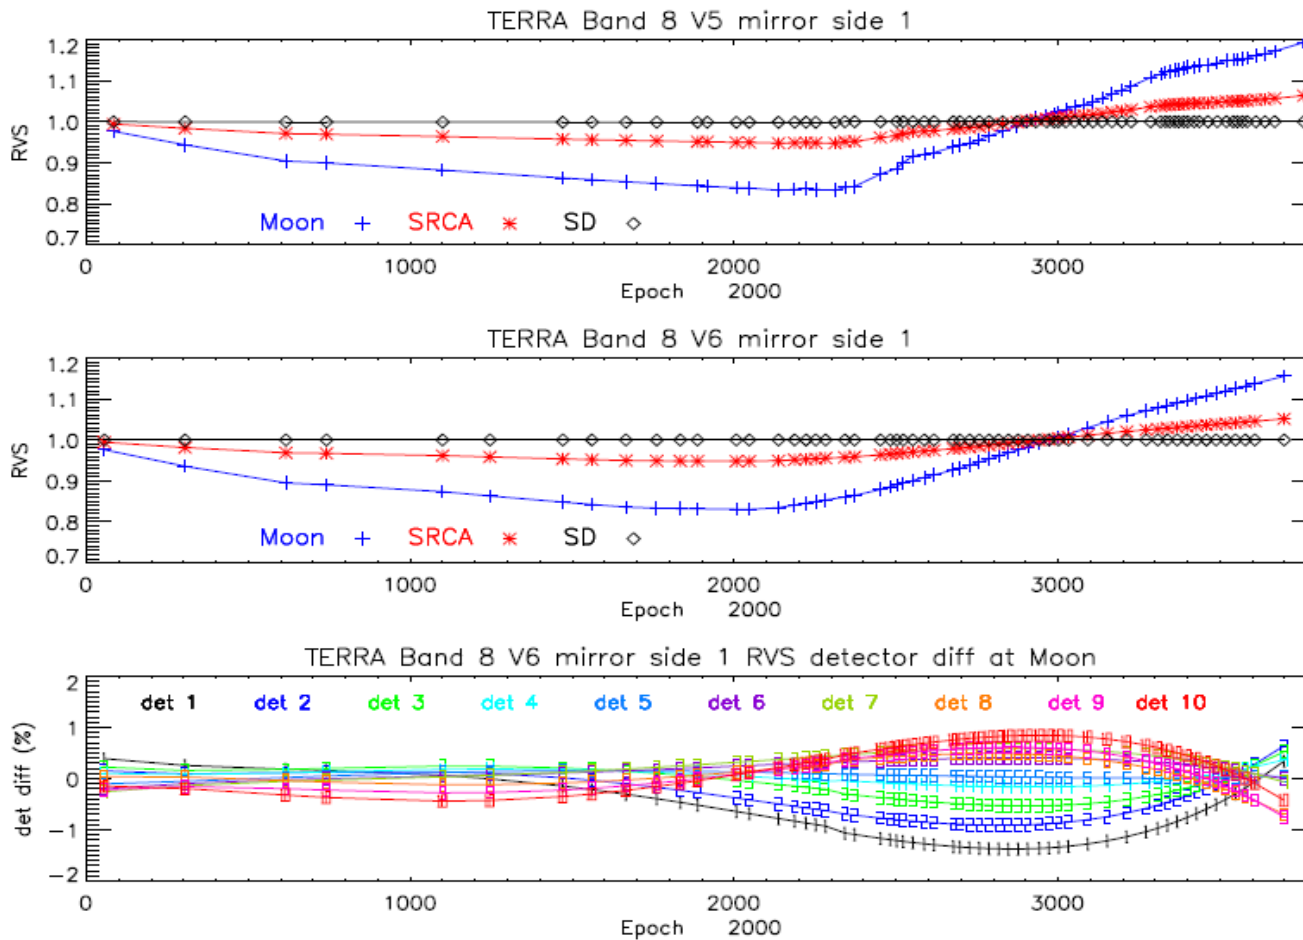 TERRA Band 8 V5 mirror side 1
1.2
1.1
1.0
0.9
0.8
0.7
RVS
Moon SRCA SD
0 1000 2000 3000
Epoch 2000
TERRA Band 8 V6 mirror side 1
1.2
1.1
1.0
0.9
0.8
0.7
RVS
Moon SRCA SD
0 1000 2000 3000
Epoch 2000
TERRA Band 8 V6 mirror side 1 RVS detector diff at Moon
2
1
0
-1
-2
det diff (%)
det 1 det 2 det 3 det 4 det 5 det 6 det 7 det 8 det 9 det 10
0 1000 2000 3000
Epoch 2000